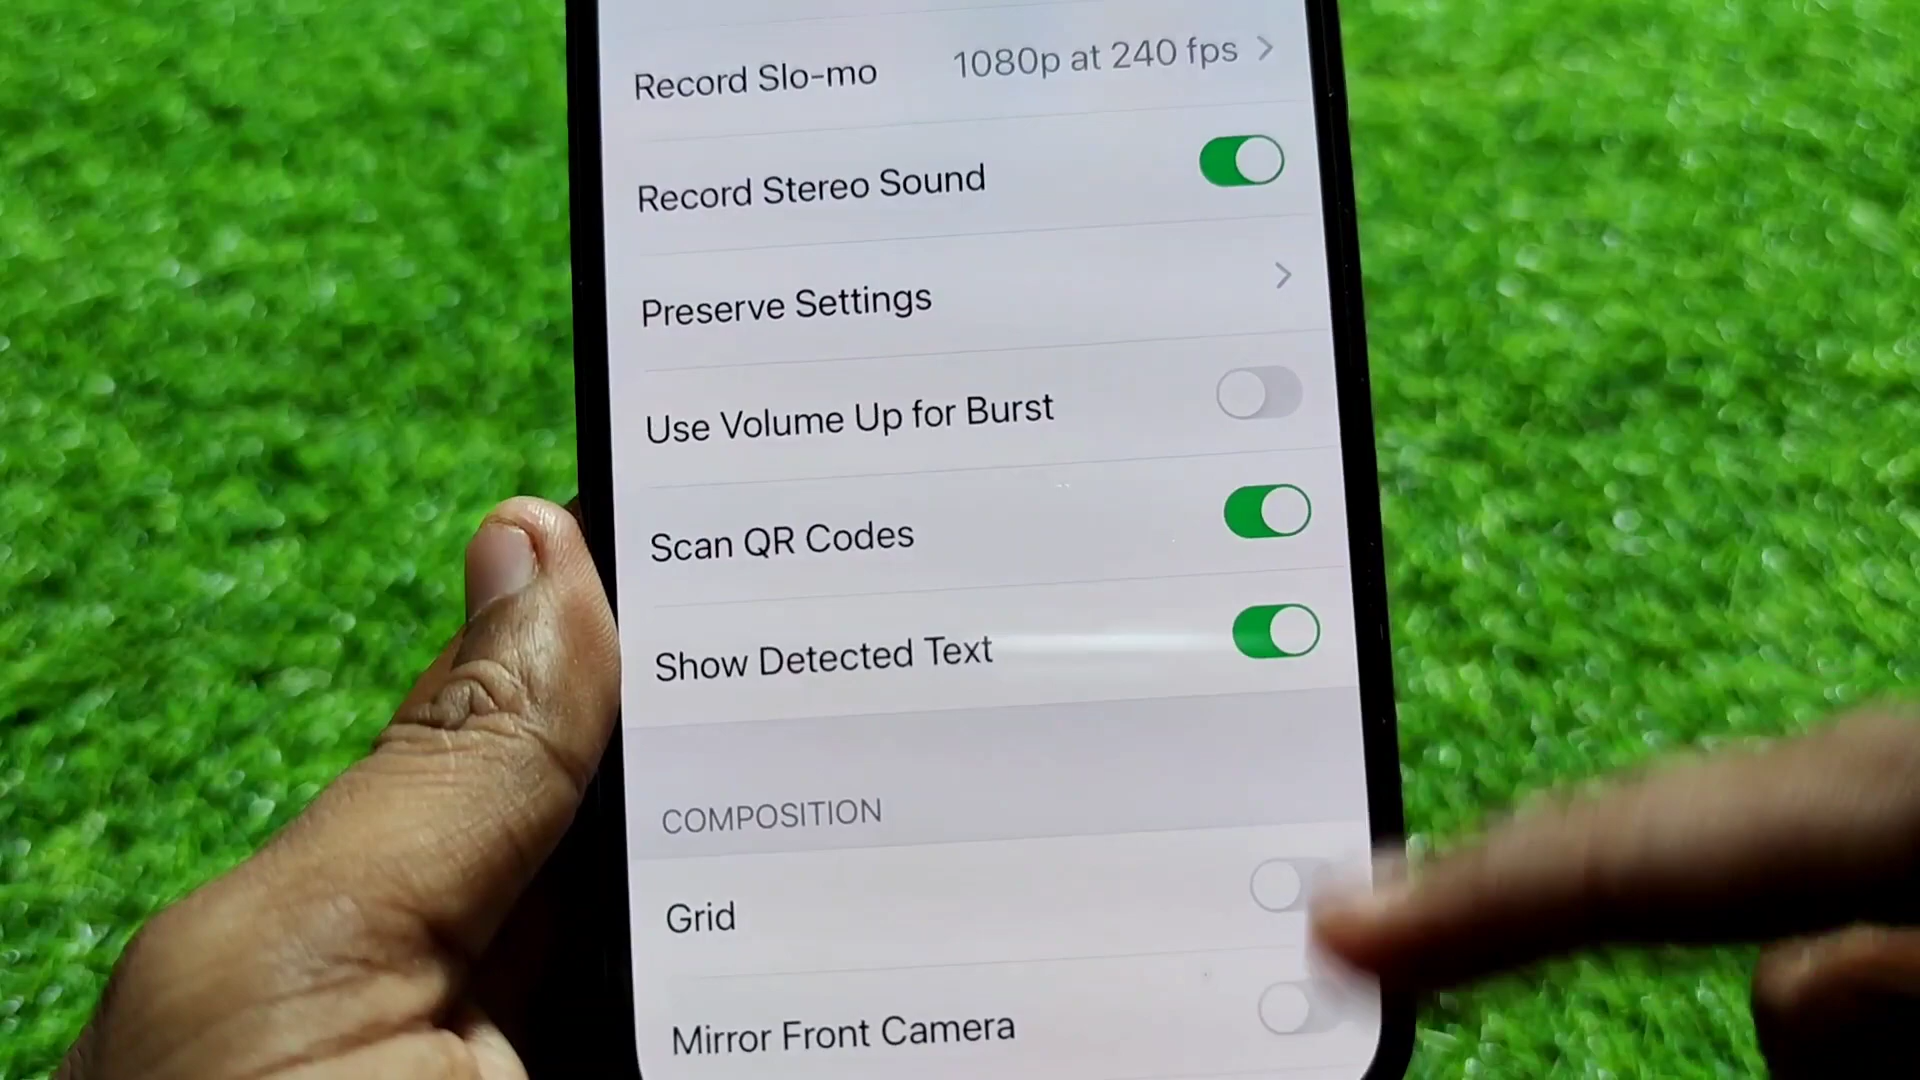 Record Slo-mo 1080p at 240 fps
Record Stereo Sound
Preserve Settings
Use Volume Up for Burst
Scan QR Codes
Show Detected Text
COMPOSITION
Grid
Mirror Front Camera